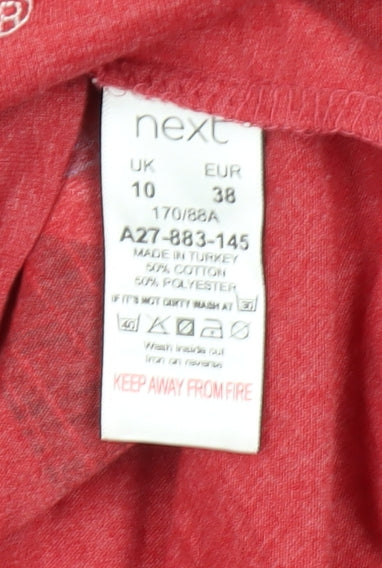 next
UK EUR
10 38
170/88A
A27-883-145
MADE IN TURKEY
50% COTTON
50% POLYESTER
IF IT'S NOT DIRTY WASH AT 30
40
Wash inside out
Iron on reverse
KEEP AWAY FROM FIRE